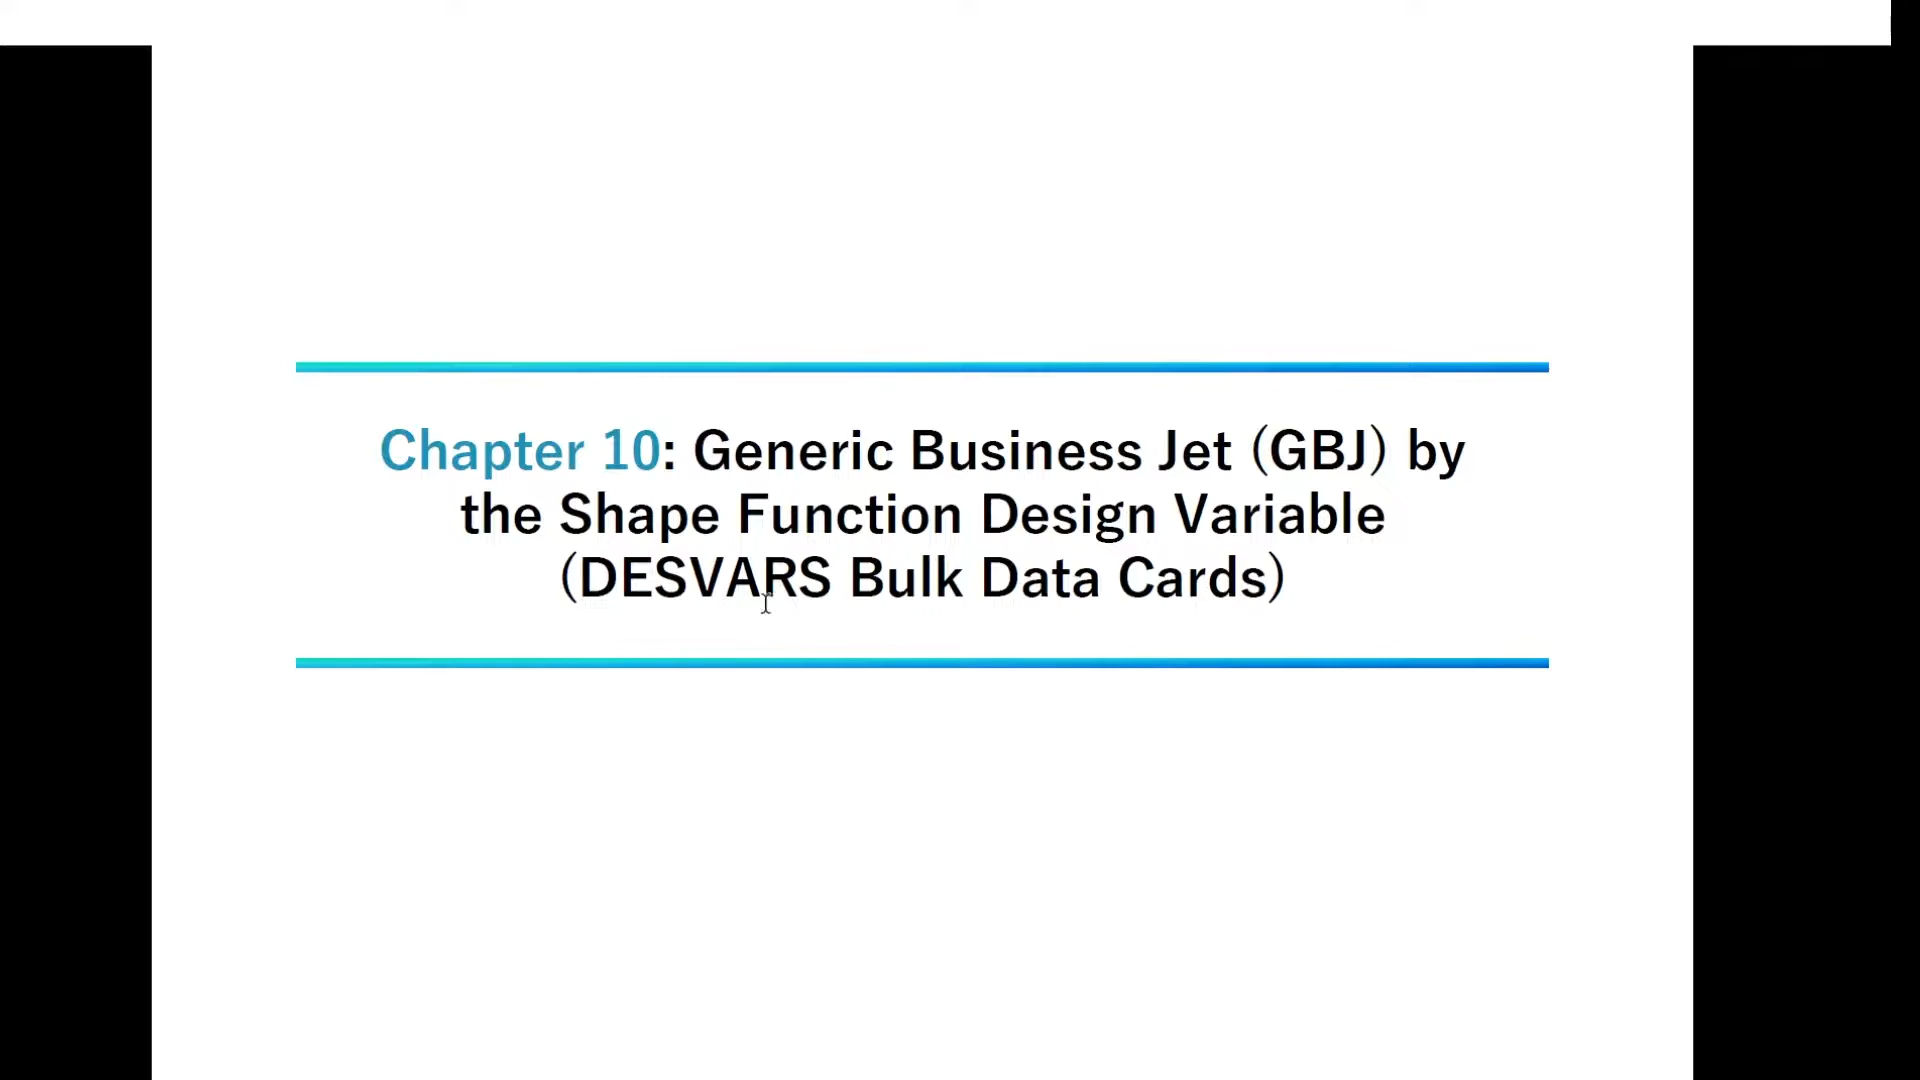 Chapter 10: Generic Business Jet (GBJ) by
the Shape Function Design Variable
(DESVARS Bulk Data Cards)